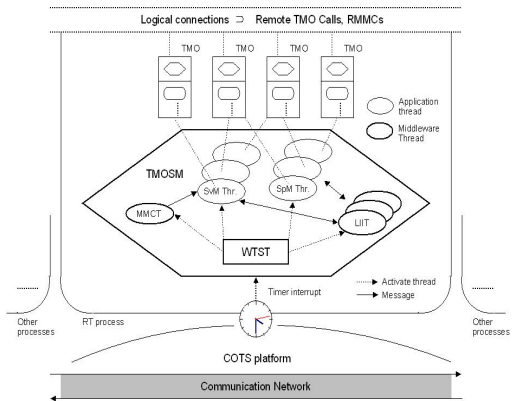 Logical connections ⊃ Remote TMO Calls, RMMCs
TMO TMO TMO TMO
Application
thread
Middleware
Thread
TMOSM
SvM Thr.
SpM Thr.
MMCT
LIIT
WTST
Activate thread
Message
Timer interrupt
Other
processes
RT process
Other
processes
COTS platform
Communication Network